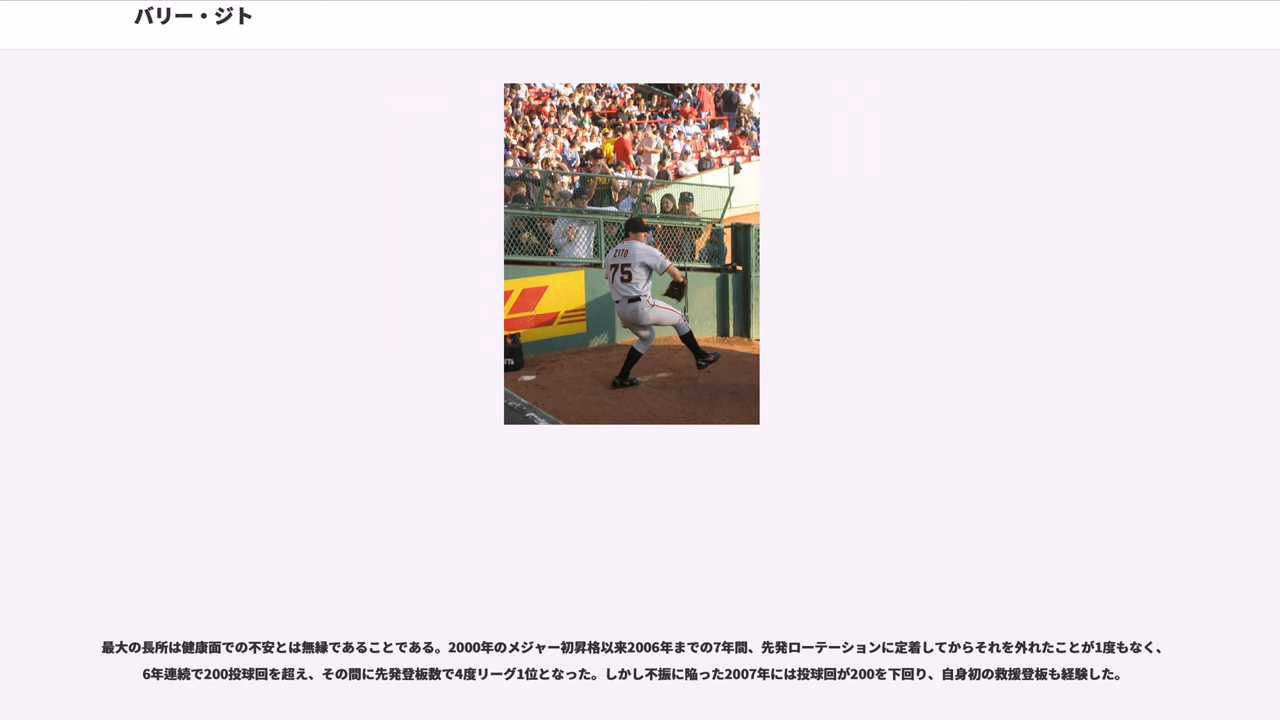 バリー・ジト
ZITO
75
最大の長所は健康面での不安とは無縁であることである。2000年のメジャー初昇格以来2006年までの7年間、先発ローテーションに定着してからそれを外れたことが1度もなく、
6年連続で200投球回を超え、その間に先発登板数で4度リーグ1位となった。しかし不振に陥った2007年には投球回が200を下回り、自身初の救援登板も経験した。